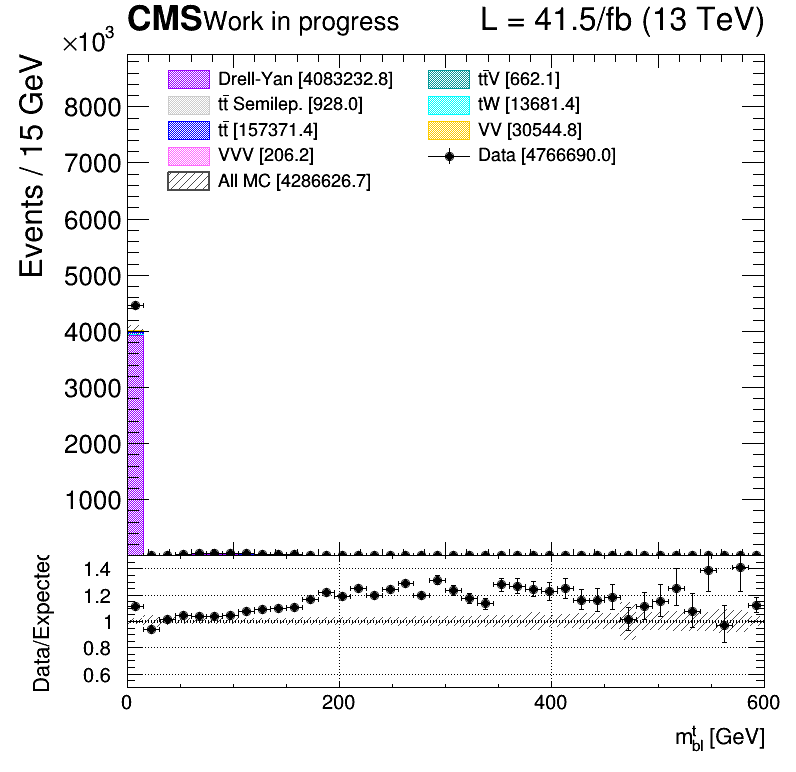 CMS Work in progress L = 41.5/fb (13 TeV)
×10³
Events / 15 GeV
Drell-Yan [4083232.8]
tt̄ Semilep. [928.0]
tt̄ [157371.4]
VVV [206.2]
All MC [4286626.7]
tt̄V [662.1]
tW [13681.4]
VV [30544.8]
Data [4766690.0]
8000
7000
6000
5000
4000
3000
2000
1000
Data/Expected
1.4
1.2
1
0.8
0.6
0 200 400 600
m^t_bl [GeV]